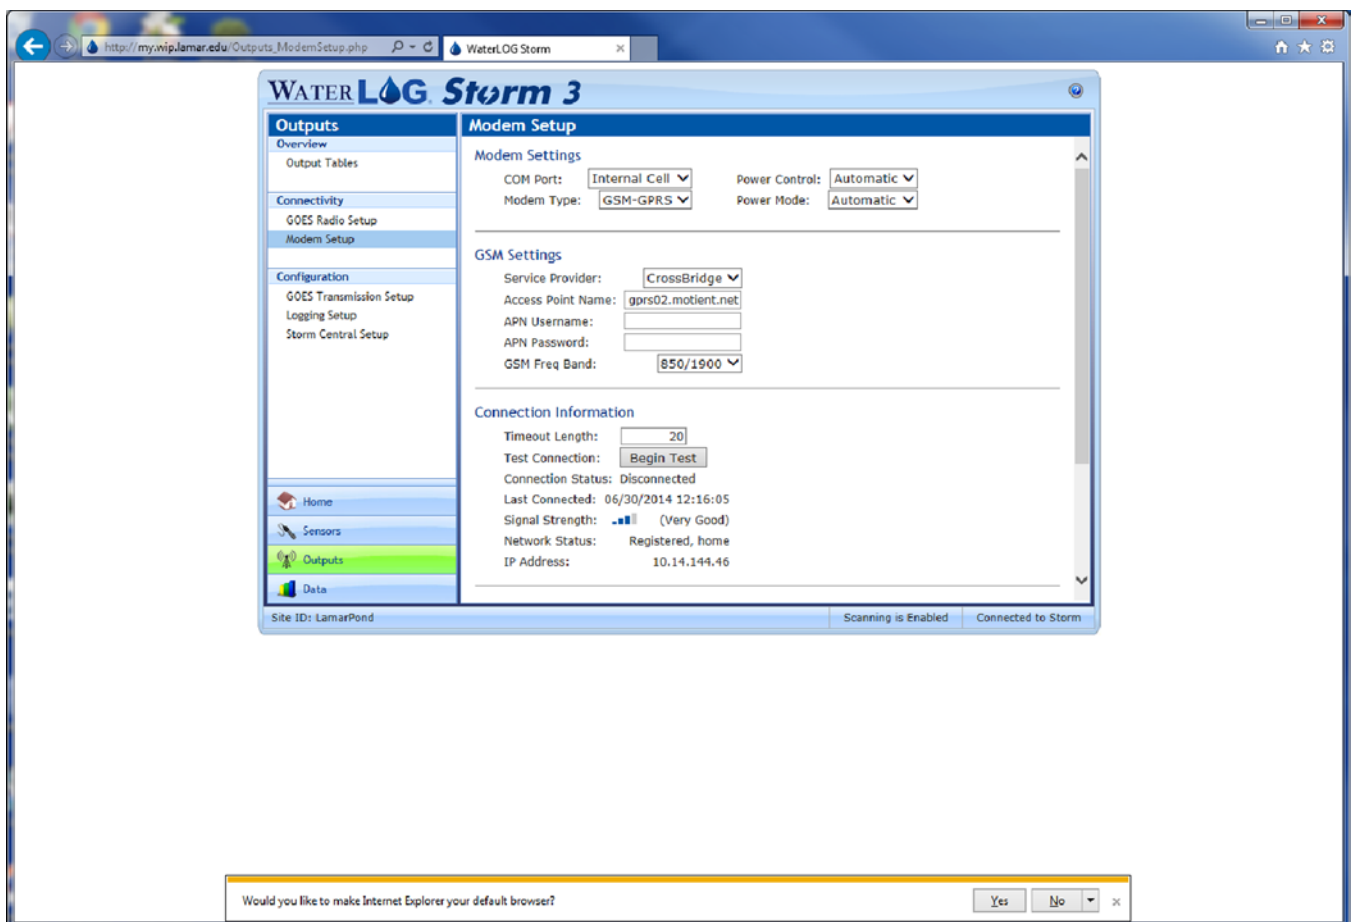 http://my.wip.lamar.edu/Outputs_ModemSetup.php
WaterLOG Storm
WATERLOG. Storm 3
Outputs
Overview
Output Tables
Connectivity
GOES Radio Setup
Modem Setup
Configuration
GOES Transmission Setup
Logging Setup
Storm Central Setup
Home
Sensors
Outputs
Data
Modem Setup
Modem Settings
COM Port: Internal Cell Power Control: Automatic
Modem Type: GSM-GPRS Power Mode: Automatic
GSM Settings
Service Provider: CrossBridge
Access Point Name: gprs02.motient.net
APN Username:
APN Password:
GSM Freq Band: 850/1900
Connection Information
Timeout Length: 20
Test Connection: Begin Test
Connection Status: Disconnected
Last Connected: 06/30/2014 12:16:05
Signal Strength: (Very Good)
Network Status: Registered, home
IP Address: 10.14.144.46
Site ID: LamarPond Scanning is Enabled Connected to Storm
Would you like to make Internet Explorer your default browser? Yes No